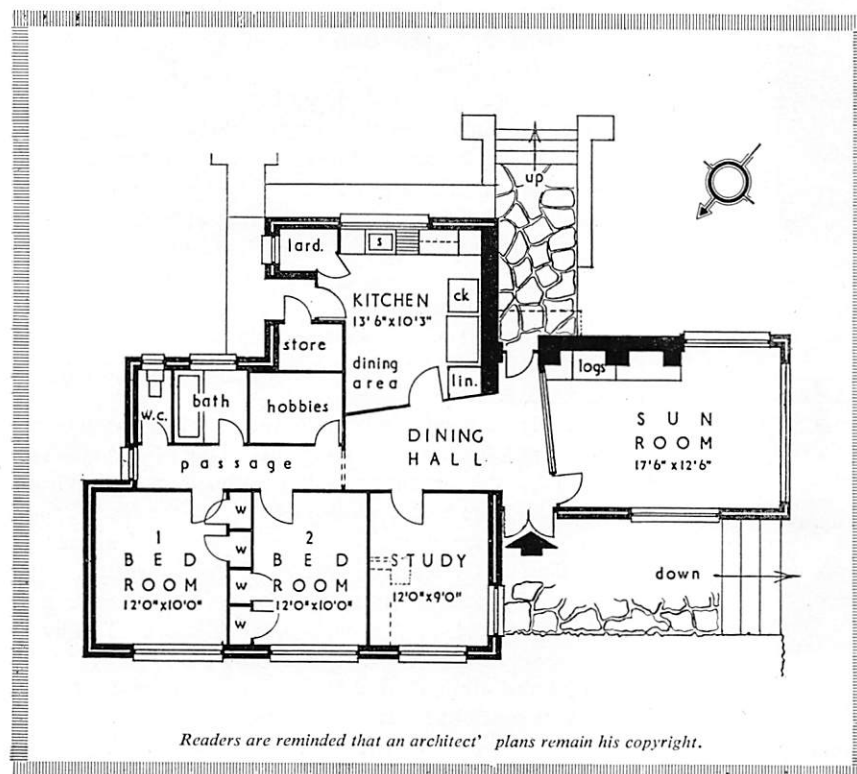 up
lard.
s
KITCHEN
13' 6" x 10' 3"
ck
store
dining
area
lin.
logs
w.c.
bath
hobbies
SUN
ROOM
17'6" x 12'6"
DINING
HALL
passage
1
BED
ROOM
12'0" x 10'0"
w
w
w
w
2
BED
ROOM
12'0" x 10'0"
STUDY
12'0" x 9'0"
down
Readers are reminded that an architect' plans remain his copyright.